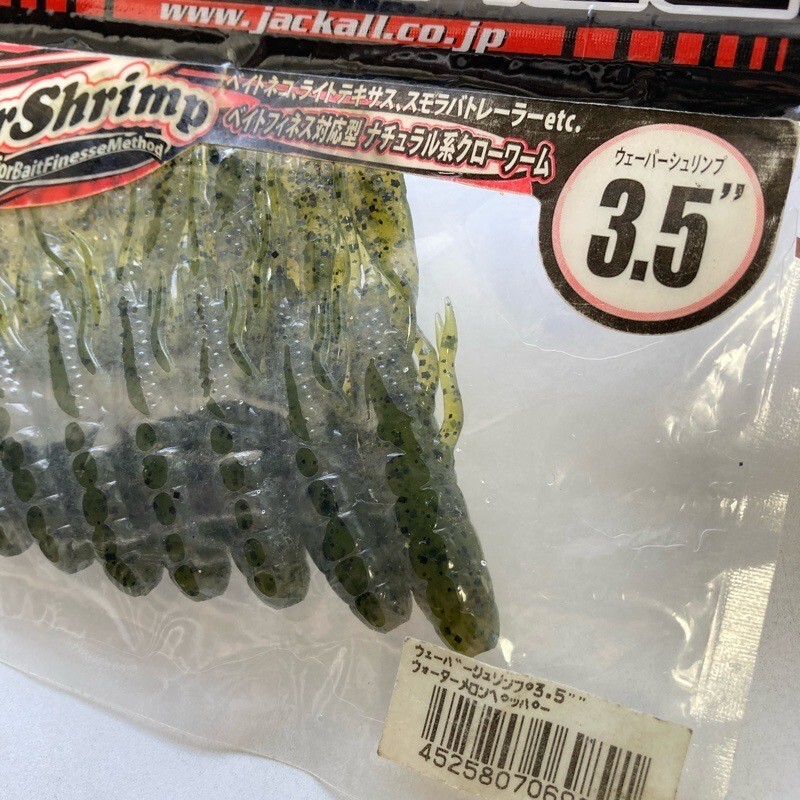 www.jackall.co.jp
rShrimp
orBaitFinesseMethod
ベイトネコ、ライトテキサス、スモラバトレーラーetc.
ベイトフィネス対応型 ナチュラル系クローワーム
ウェーバーシュリンプ
3.5"
ウェーバーシュリンプ3.5""
ウォーターメロンペッパー
45258070